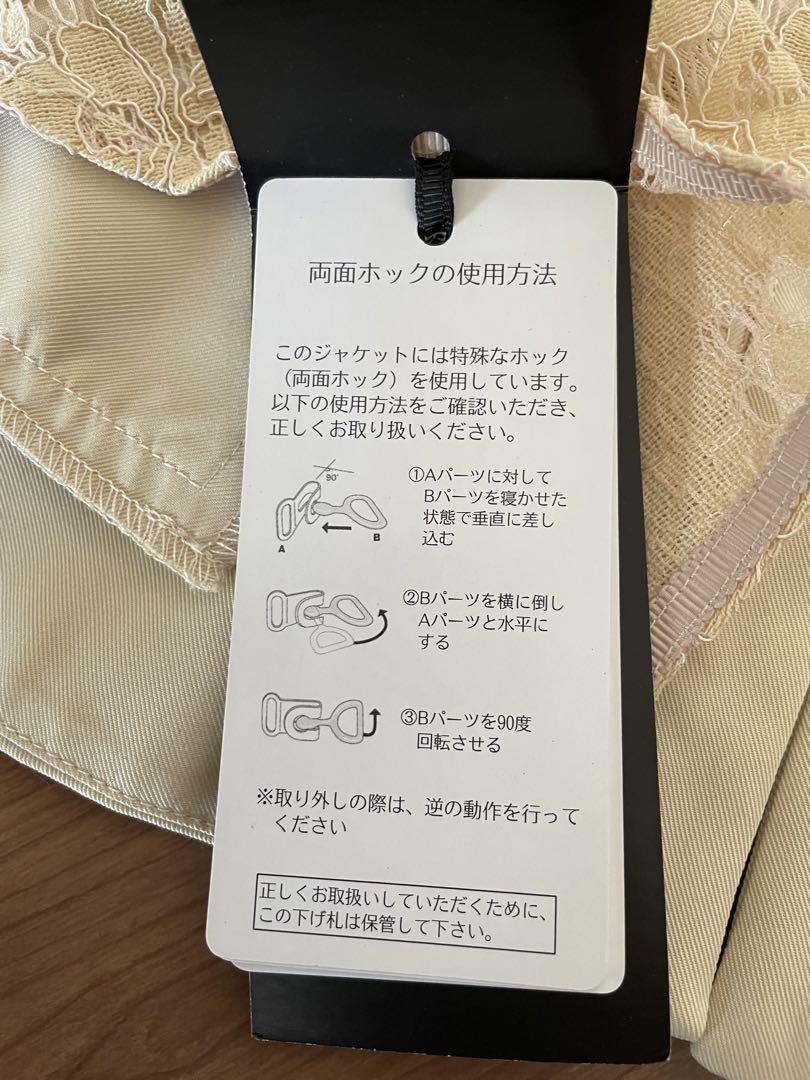 両面ホックの使用方法
このジャケットには特殊なホック
（両面ホック）を使用しています。
以下の使用方法をご確認いただき、
正しくお取り扱いください。
90°
A
B
①Aパーツに対して
Bパーツを寝かせた
状態で垂直に差し
込む
②Bパーツを横に倒し
Aパーツと水平に
する
③Bパーツを90度
回転させる
※取り外しの際は、逆の動作を行って
ください
正しくお取扱いしていただくために、
この下げ札は保管して下さい。